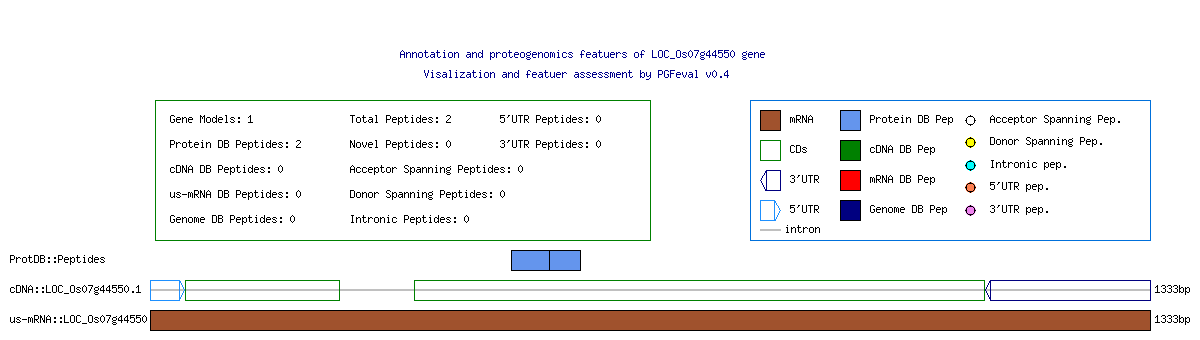 Annotation and proteogenomics featuers of LOC_Os07g44550 gene
Visalization and featuer assessment by PGFeval v0.4
Gene Models: 1 Total Peptides: 2 5'UTR Peptides: 0
Protein DB Peptides: 2 Novel Peptides: 0 3'UTR Peptides: 0
cDNA DB Peptides: 0 Acceptor Spanning Peptides: 0
us-mRNA DB Peptides: 0 Donor Spanning Peptides: 0
Genome DB Peptides: 0 Intronic Peptides: 0
mRNA Protein DB Pep Acceptor Spanning Pep.
CDs cDNA DB Pep Donor Spanning Pep.
3'UTR mRNA DB Pep Intronic pep.
5'UTR Genome DB Pep 5'UTR pep.
intron 3'UTR pep.
ProtDB::Peptides
cDNA::LOC_Os07g44550.1 1333bp
us-mRNA::LOC_Os07g44550 1333bp